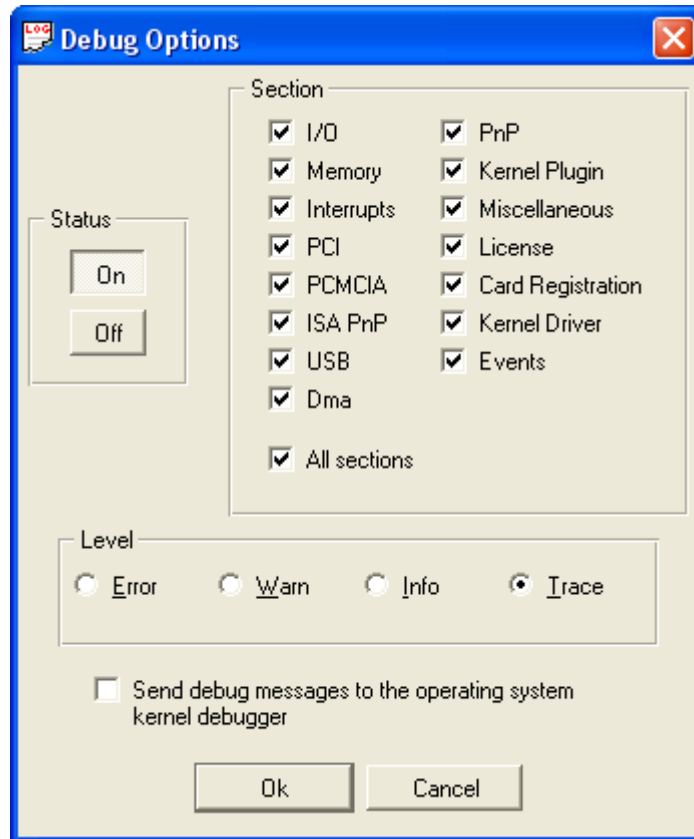 LOG
Debug Options
Section
I/O
PnP
Memory
Kernel Plugin
Interrupts
Miscellaneous
Status
PCI
License
On
PCMCIA
Card Registration
Off
ISA PnP
Kernel Driver
USB
Events
Dma
All sections
Level
Error
Warn
Info
Trace
Send debug messages to the operating system
kernel debugger
Ok
Cancel